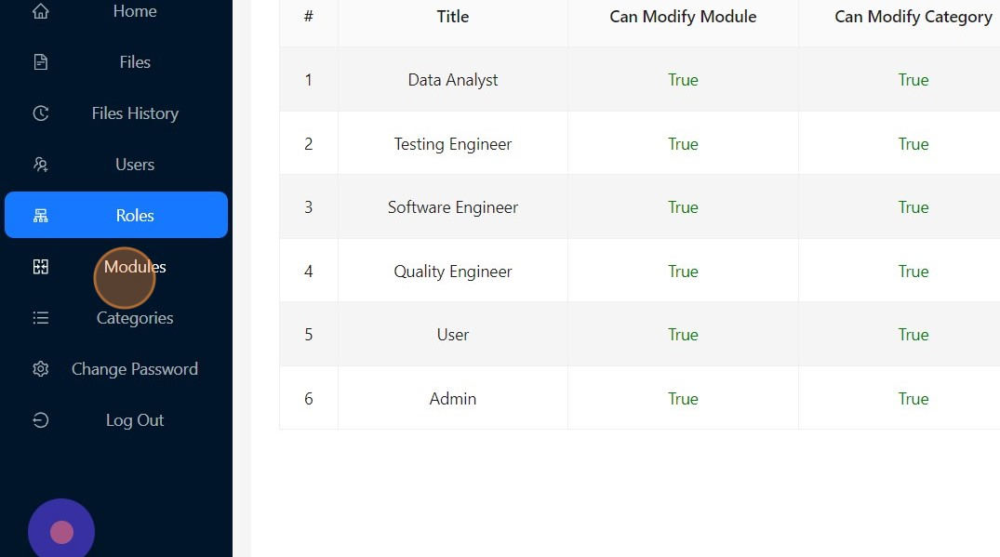 Home
Files
Files History
Users
Roles
Modules
Categories
Change Password
Log Out
# Title Can Modify Module Can Modify Category
1 Data Analyst True True
2 Testing Engineer True True
3 Software Engineer True True
4 Quality Engineer True True
5 User True True
6 Admin True True